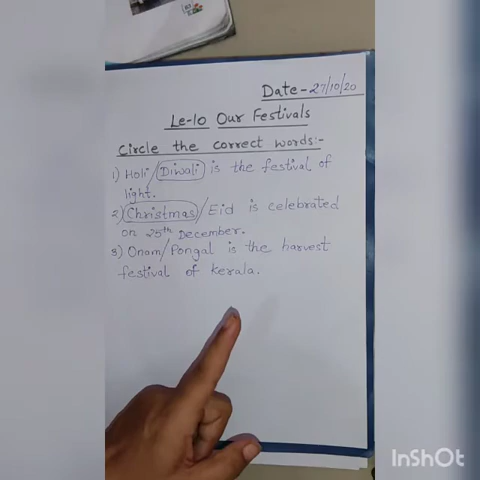 Date-27/10/20
Le-10 Our Festivals
Circle the correct words:-
1) Holi/Diwali is the festival of
light.
2) Christmas/Eid is celebrated
on 25th December.
3) Onam/Pongal is the harvest
festival of kerala.
InShOt